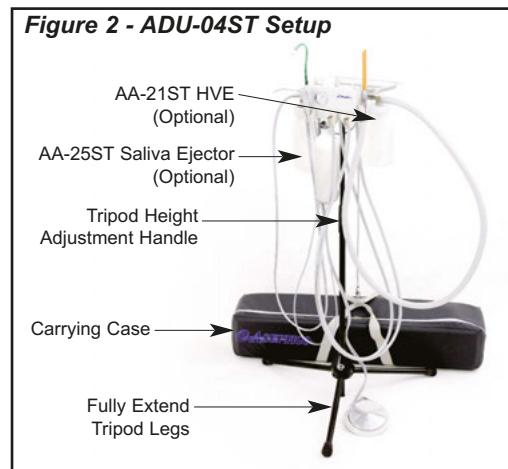 Figure 2 - ADU-04ST Setup
AA-21ST HVE
(Optional)
AA-25ST Saliva Ejector
(Optional)
Tripod Height
Adjustment Handle
Carrying Case
Fully Extend
Tripod Legs